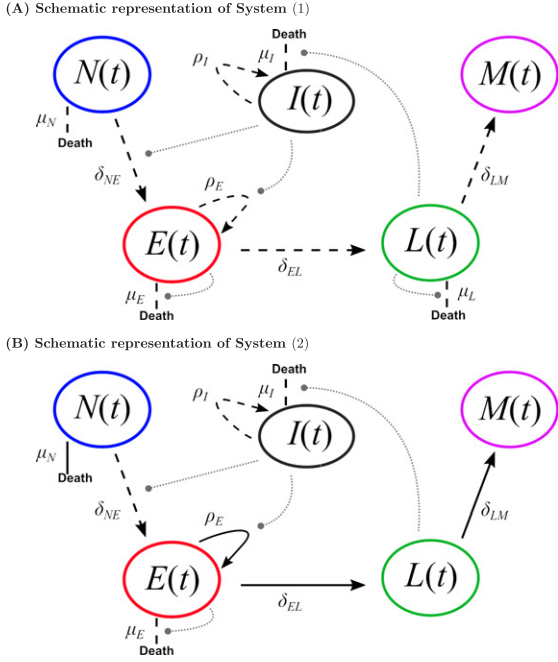 (A) Schematic representation of System (1)
Death
N(t)
ρ_I
μ_I
I(t)
M(t)
μ_N
Death
δ_NE
ρ_E
δ_LM
E(t)
δ_EL
L(t)
μ_E
Death
μ_L
Death
(B) Schematic representation of System (2)
Death
N(t)
ρ_I
μ_I
I(t)
M(t)
μ_N
Death
δ_NE
ρ_E
δ_LM
E(t)
δ_EL
L(t)
μ_E
Death